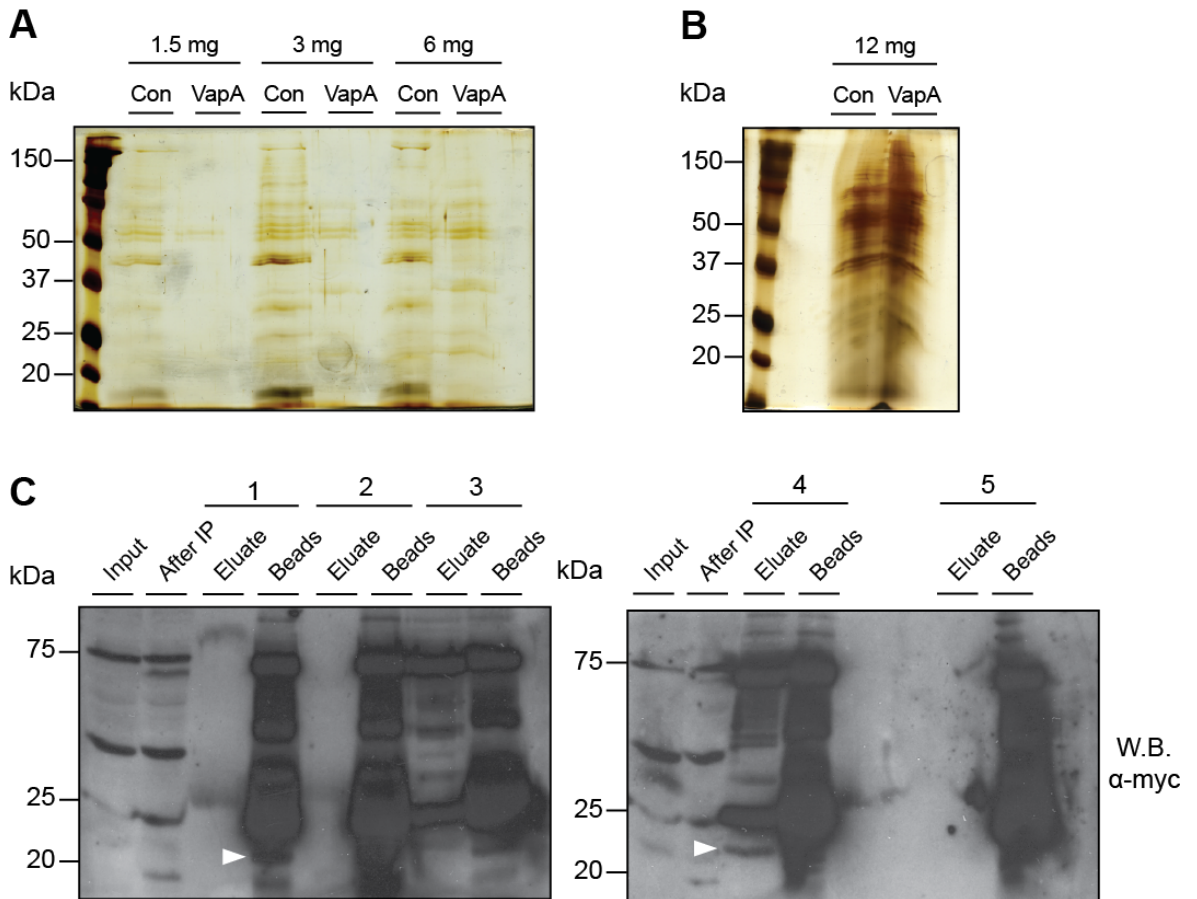 A
1.5 mg 3 mg 6 mg
kDa Con VapA Con VapA Con VapA
150
50
37
25
20
B
12 mg
kDa Con VapA
150
50
37
25
20
C
1 2 3
kDa Input After IP Eluate Beads Eluate Beads Eluate Beads
75
25
20
4 5
kDa Input After IP Eluate Beads Eluate Beads
75
25
20
W.B.
α-myc